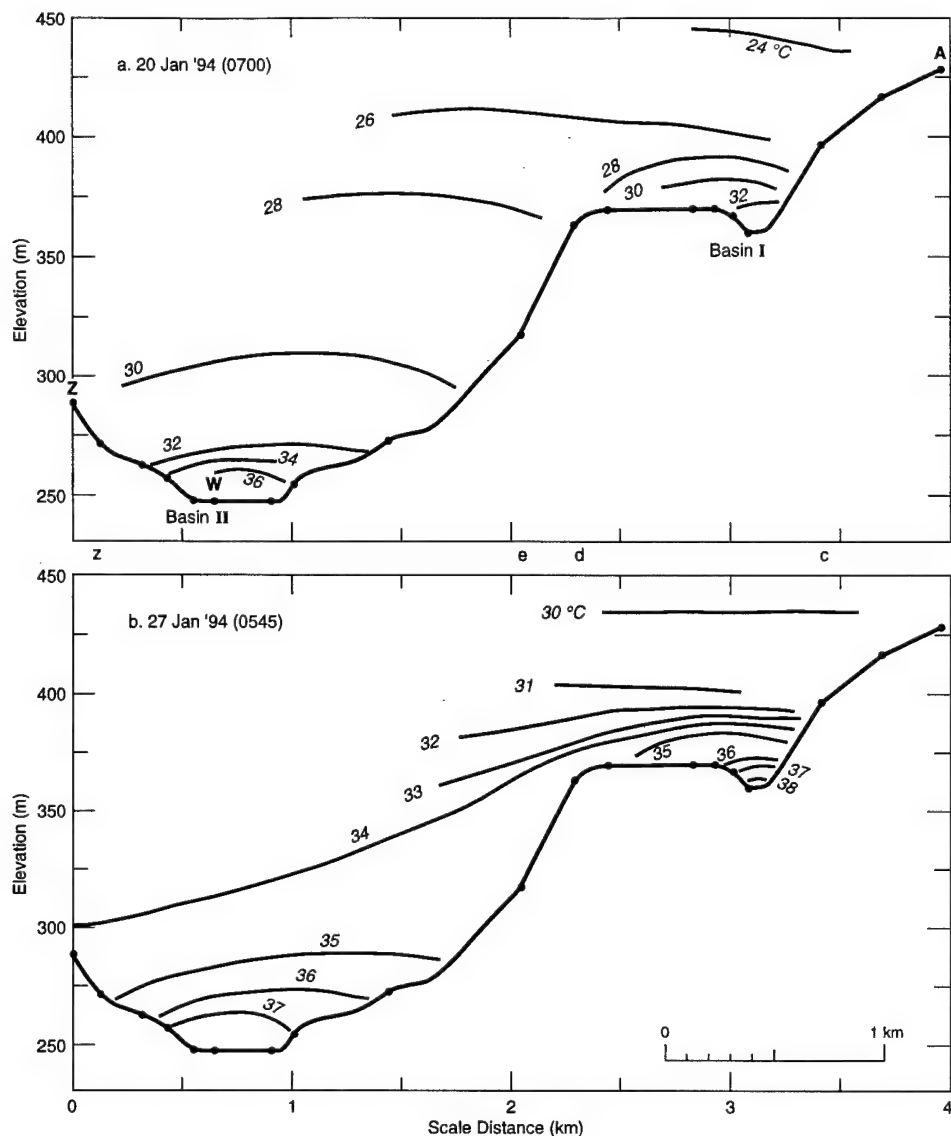 450
400
350
300
250
Elevation (m)
a. 20 Jan '94 (0700)
24 °C
A
26
28
28
30
32
Basin I
30
Z
32
34
36
W
Basin II
z e d c
450
400
350
300
250
Elevation (m)
b. 27 Jan '94 (0545)
30 °C
31
32
33
34
35
36
37
38
35
36
37
0 1 km
0 1 2 3 4
Scale Distance (km)